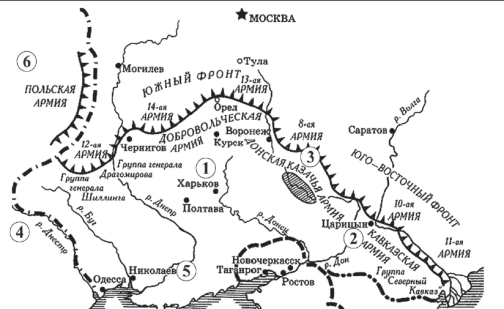 МОСКВА
6
Тула
ЮЖНЫЙ ФРОНТ
Могилев
13-ая
АРМИЯ
ПОЛЬСКАЯ
АРМИЯ
14-ая
АРМИЯ
Орел
р. Волга
12-ая
АРМИЯ
Чернигов
ДОБРОВОЛЬЧЕСКАЯ
АРМИЯ
Воронеж
Курск
8-ая
АРМИЯ
Саратов
Группа генерала
Драгомирова
1
ДОНСКАЯ КАЗАЧЬЯ АРМИЯ
3
ЮГО-ВОСТОЧНЫЙ ФРОНТ
Группа
генерала
Шиллинга
Харьков
Полтава
р. Днепр
р. Буг
10-ая
АРМИЯ
4
р. Днестр
р. Донец
Царицын
2
КАВКАЗСКАЯ
АРМИЯ
11-ая
АРМИЯ
Николаев
5
Новочеркасск
Таганрог
р. Дон
Одесса
Ростов
Группа
Северный
Кавказ